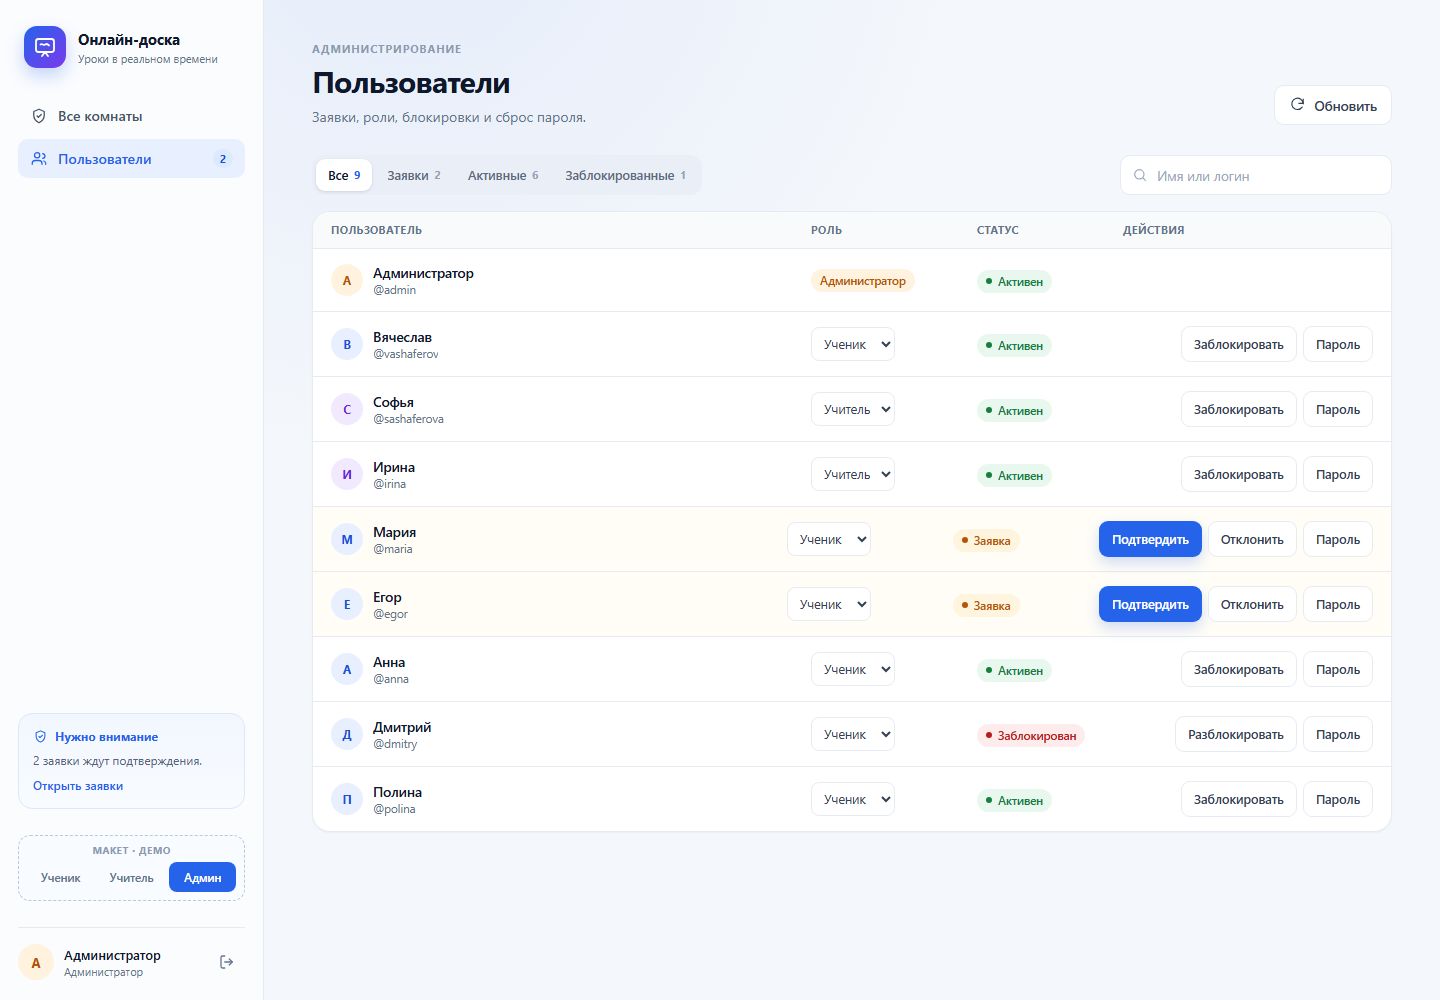 Онлайн-доска
Уроки в реальном времени
Все комнаты
Пользователи 2
Нужно внимание
2 заявки ждут подтверждения.
Открыть заявки
МАКЕТ · ДЕМО
Ученик Учитель Админ
А Администратор
Администратор
АДМИНИСТРИРОВАНИЕ
Пользователи
Заявки, роли, блокировки и сброс пароля.
Обновить
Все 9 Заявки 2 Активные 6 Заблокированные 1
Имя или логин
ПОЛЬЗОВАТЕЛЬ РОЛЬ СТАТУС ДЕЙСТВИЯ
А Администратор Администратор Активен
@admin
В Вячеслав Ученик Активен Заблокировать Пароль
@vashaferov
С Софья Учитель Активен Заблокировать Пароль
@sashaferova
И Ирина Учитель Активен Заблокировать Пароль
@irina
М Мария Ученик Заявка Подтвердить Отклонить Пароль
@maria
Е Егор Ученик Заявка Подтвердить Отклонить Пароль
@egor
А Анна Ученик Активен Заблокировать Пароль
@anna
Д Дмитрий Ученик Заблокирован Разблокировать Пароль
@dmitry
П Полина Ученик Активен Заблокировать Пароль
@polina